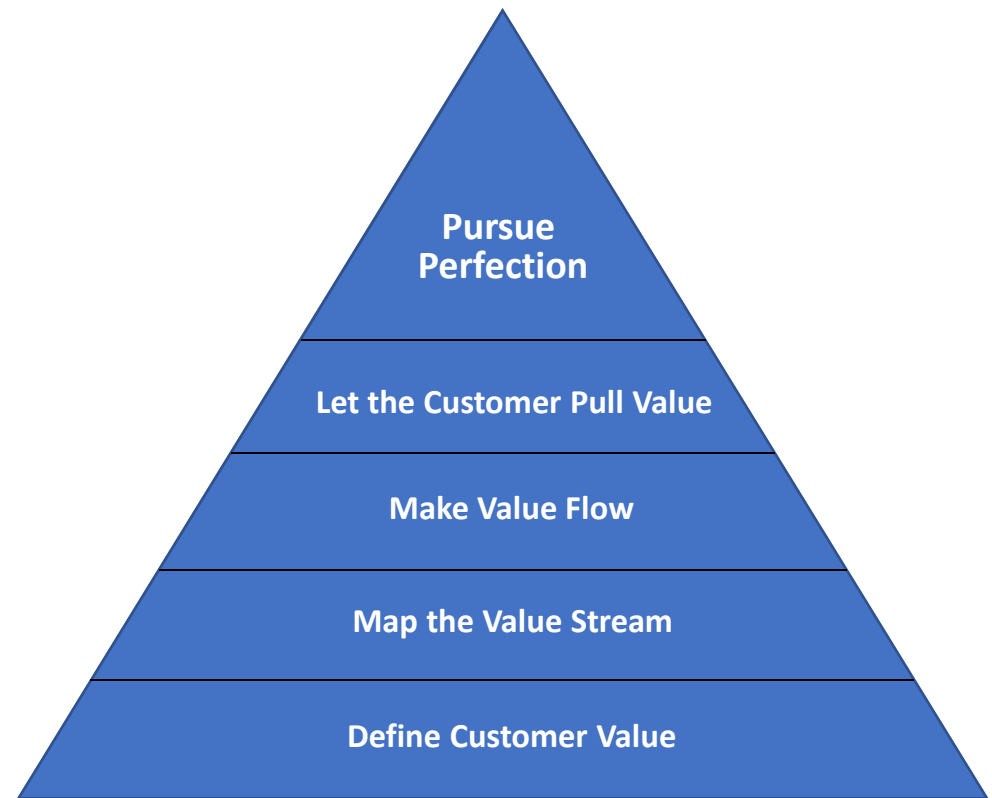 Pursue
Perfection
Let the Customer Pull Value
Make Value Flow
Map the Value Stream
Define Customer Value